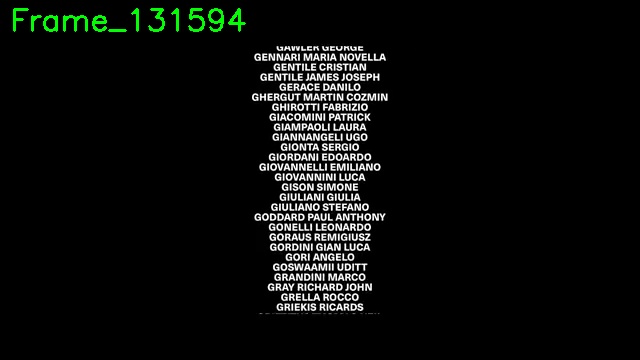 Frame_131594
GAWLER GEORGE
GENNARI MARIA NOVELLA
GENTILE CRISTIAN
GENTILE JAMES JOSEPH
GERACE DANILO
GHERGUT MARTIN COZMIN
GHIROTTI FABRIZIO
GIACOMINI PATRICK
GIAMPAOLI LAURA
GIANNANGELI UGO
GIONTA SERGIO
GIORDANI EDOARDO
GIOVANNELLI EMILIANO
GIOVANNINI LUCA
GISON SIMONE
GIULIANI GIULIA
GIULIANO STEFANO
GODDARD PAUL ANTHONY
GONELLI LEONARDO
GORAUS REMIGIUSZ
GORDINI GIAN LUCA
GORI ANGELO
GOSWAAMII UDITT
GRANDINI MARCO
GRAY RICHARD JOHN
GRELLA ROCCO
GRIEKIS RICARDS